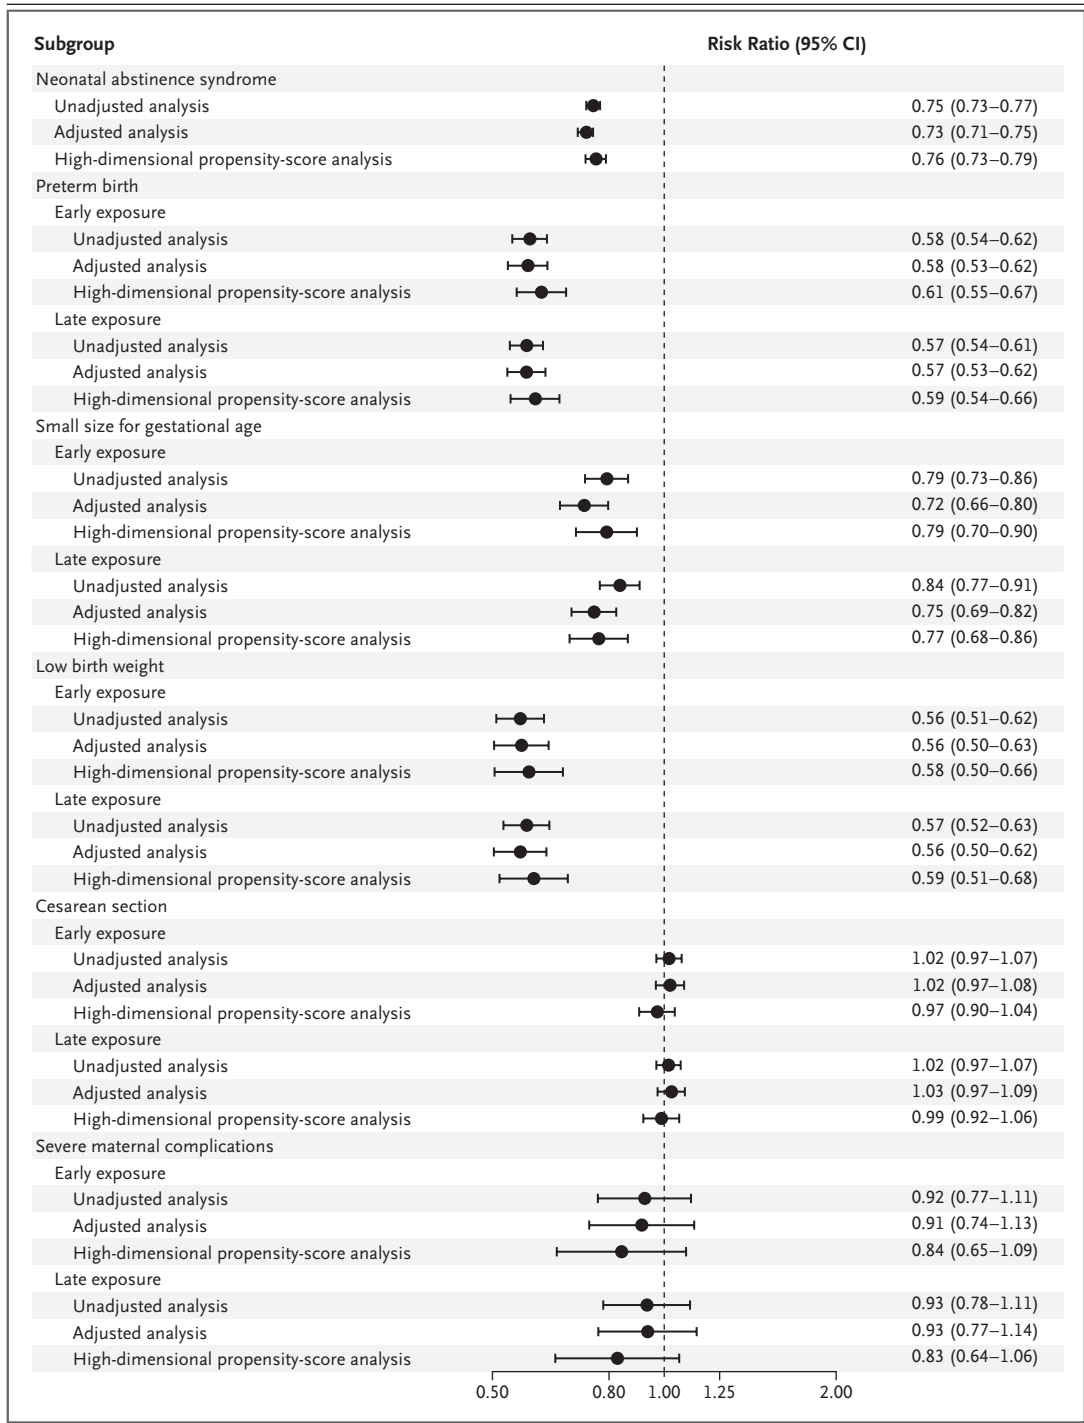 Subgroup Risk Ratio (95% CI)
Neonatal abstinence syndrome
Unadjusted analysis 0.75 (0.73–0.77)
Adjusted analysis 0.73 (0.71–0.75)
High-dimensional propensity-score analysis 0.76 (0.73–0.79)
Preterm birth
Early exposure
Unadjusted analysis 0.58 (0.54–0.62)
Adjusted analysis 0.58 (0.53–0.62)
High-dimensional propensity-score analysis 0.61 (0.55–0.67)
Late exposure
Unadjusted analysis 0.57 (0.54–0.61)
Adjusted analysis 0.57 (0.53–0.62)
High-dimensional propensity-score analysis 0.59 (0.54–0.66)
Small size for gestational age
Early exposure
Unadjusted analysis 0.79 (0.73–0.86)
Adjusted analysis 0.72 (0.66–0.80)
High-dimensional propensity-score analysis 0.79 (0.70–0.90)
Late exposure
Unadjusted analysis 0.84 (0.77–0.91)
Adjusted analysis 0.75 (0.69–0.82)
High-dimensional propensity-score analysis 0.77 (0.68–0.86)
Low birth weight
Early exposure
Unadjusted analysis 0.56 (0.51–0.62)
Adjusted analysis 0.56 (0.50–0.63)
High-dimensional propensity-score analysis 0.58 (0.50–0.66)
Late exposure
Unadjusted analysis 0.57 (0.52–0.63)
Adjusted analysis 0.56 (0.50–0.62)
High-dimensional propensity-score analysis 0.59 (0.51–0.68)
Cesarean section
Early exposure
Unadjusted analysis 1.02 (0.97–1.07)
Adjusted analysis 1.02 (0.97–1.08)
High-dimensional propensity-score analysis 0.97 (0.90–1.04)
Late exposure
Unadjusted analysis 1.02 (0.97–1.07)
Adjusted analysis 1.03 (0.97–1.09)
High-dimensional propensity-score analysis 0.99 (0.92–1.06)
Severe maternal complications
Early exposure
Unadjusted analysis 0.92 (0.77–1.11)
Adjusted analysis 0.91 (0.74–1.13)
High-dimensional propensity-score analysis 0.84 (0.65–1.09)
Late exposure
Unadjusted analysis 0.93 (0.78–1.11)
Adjusted analysis 0.93 (0.77–1.14)
High-dimensional propensity-score analysis 0.83 (0.64–1.06)
0.50 0.80 1.00 1.25 2.00